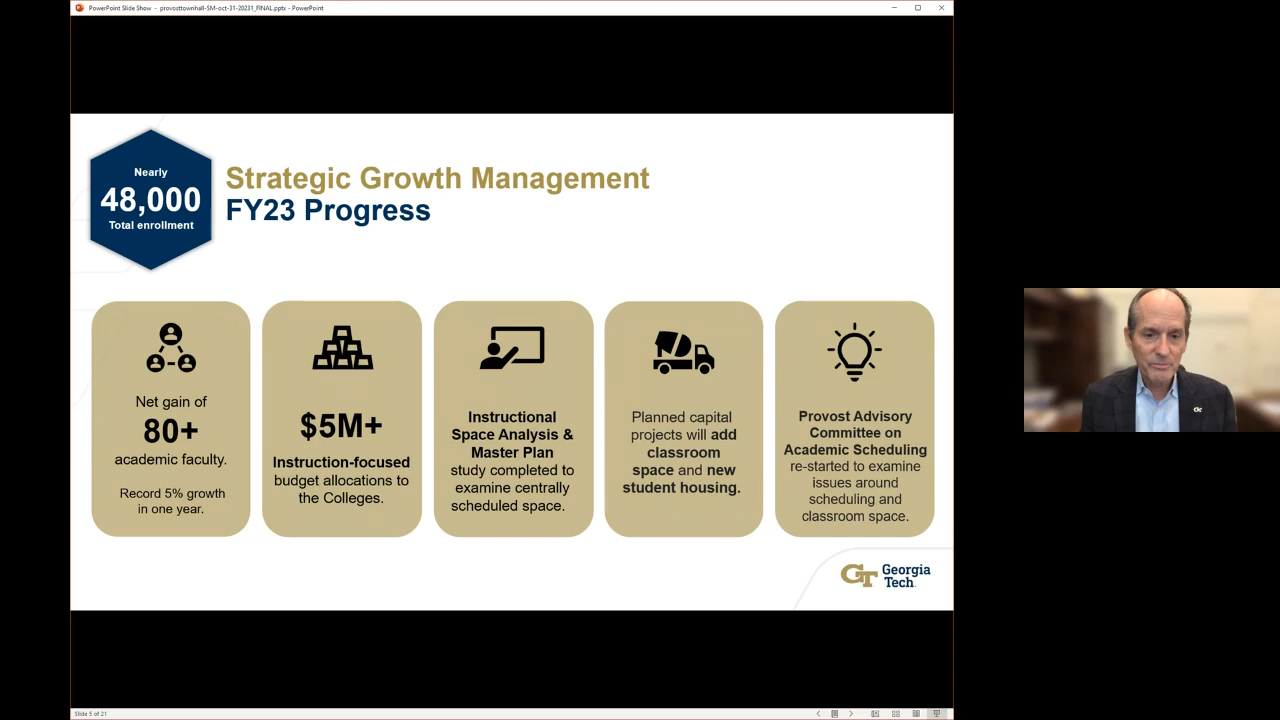 PowerPoint Slide Show - provosttownhall-SM-oct-31-20231_FINAL.pptx - PowerPoint
Nearly
48,000
Total enrollment
Strategic Growth Management
FY23 Progress
Net gain of
80+
academic faculty.
Record 5% growth
in one year.
$5M+
Instruction-focused
budget allocations to
the Colleges.
Instructional
Space Analysis &
Master Plan
study completed to
examine centrally
scheduled space.
Planned capital
projects will add
classroom
space and new
student housing.
Provost Advisory
Committee on
Academic Scheduling
re-started to examine
issues around
scheduling and
classroom space.
GT Georgia
Tech
Slide 5 of 21